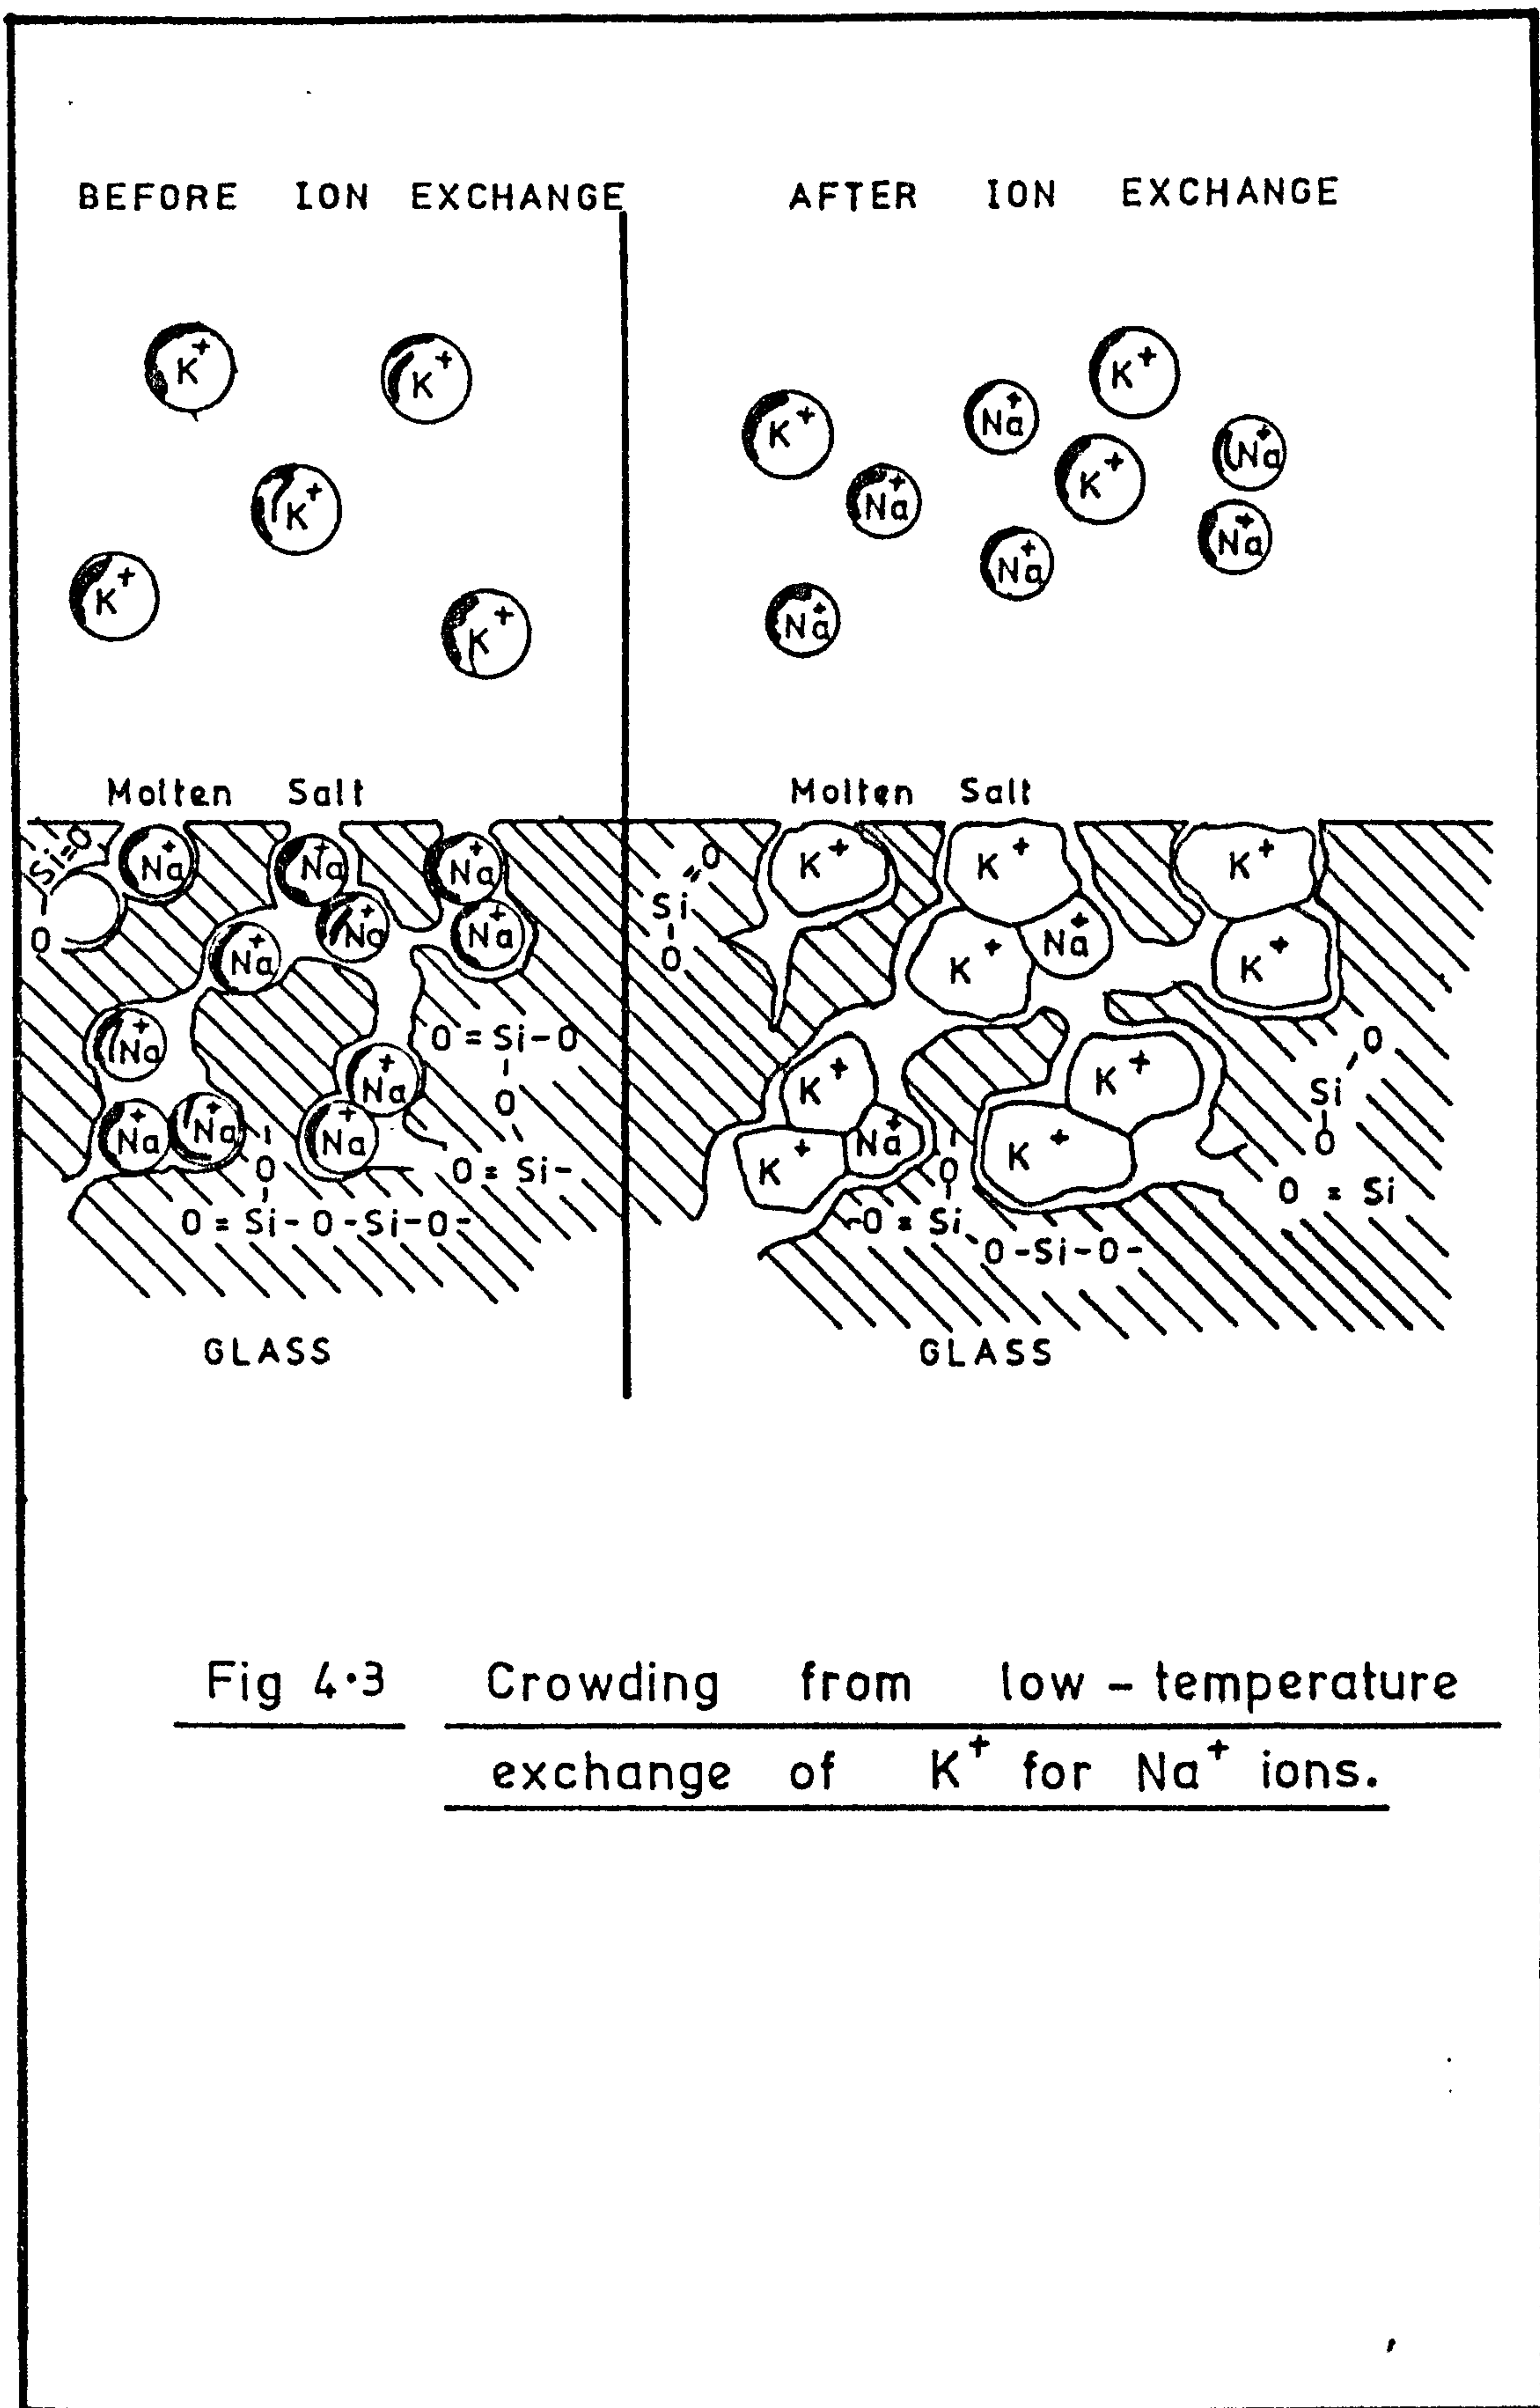 BEFORE ION EXCHANGE
K+ K+
K+
K+
K+
Molten Salt
Si=O
O
Na+ Na+ Na+
Na+ Na+
Na+
Na+
Na+
Na+ Na+ Na+
O=Si-O
O
O=Si-
O
O=Si-O-Si-O-
GLASS
AFTER ION EXCHANGE
K+
K+ Na+ Na+
Na+ K+
Na+ Na+
Na+
Molten Salt
O
Si
O
K+ K+ K+
K+ Na+ K+
K+ K+
K+ Na+ K+
O
Si
O
O = Si
O
-O=Si
O-Si-O-
GLASS
Fig 4·3 Crowding from low-temperature
exchange of K+ for Na+ ions.